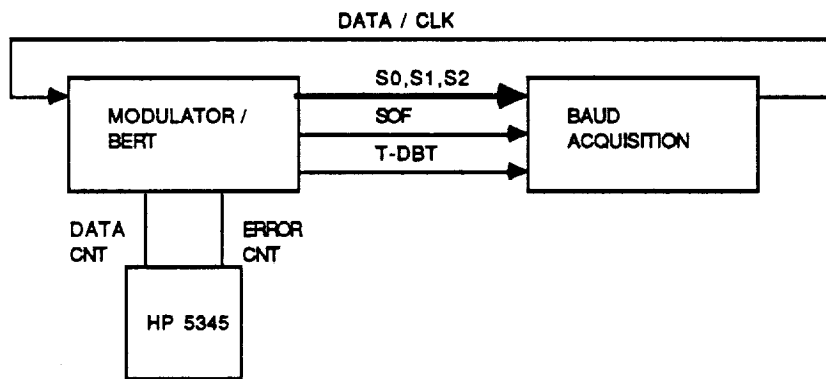 DATA / CLK
S0,S1,S2
MODULATOR /
BERT
SOF
BAUD
ACQUISITION
T-DBT
DATA
CNT
ERROR
CNT
HP 5345